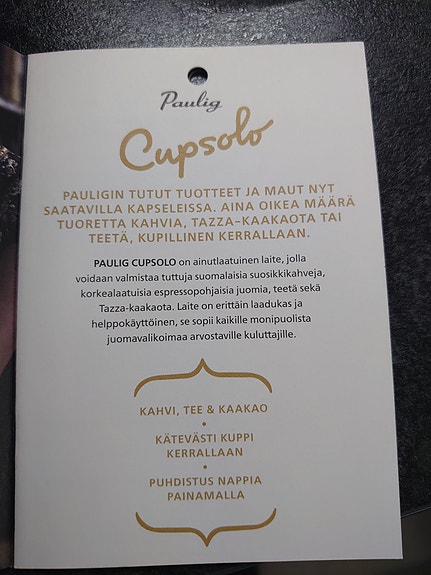 Paulig
Cupsolo
PAULIGIN TUTUT TUOTTEET JA MAUT NYT
SAATAVILLA KAPSELEISSA. AINA OIKEA MÄÄRÄ
TUORETTA KAHVIA, TAZZA-KAAKAOTA TAI
TEETÄ, KUPILLINEN KERRALLAAN.
PAULIG CUPSOLO on ainutlaatuinen laite, jolla
voidaan valmistaa tuttuja suomalaisia suosikkikahveja,
korkealaatuisia espressopohjaisia juomia, teetä sekä
Tazza-kaakaota. Laite on erittäin laadukas ja
helppokäyttöinen, se sopii kaikille monipuolista
juomavalikoimaa arvostaville kuluttajille.
KAHVI, TEE & KAAKAO
•
KÄTEVÄSTI KUPPI
KERRALLAAN
•
PUHDISTUS NAPPIA
PAINAMALLA